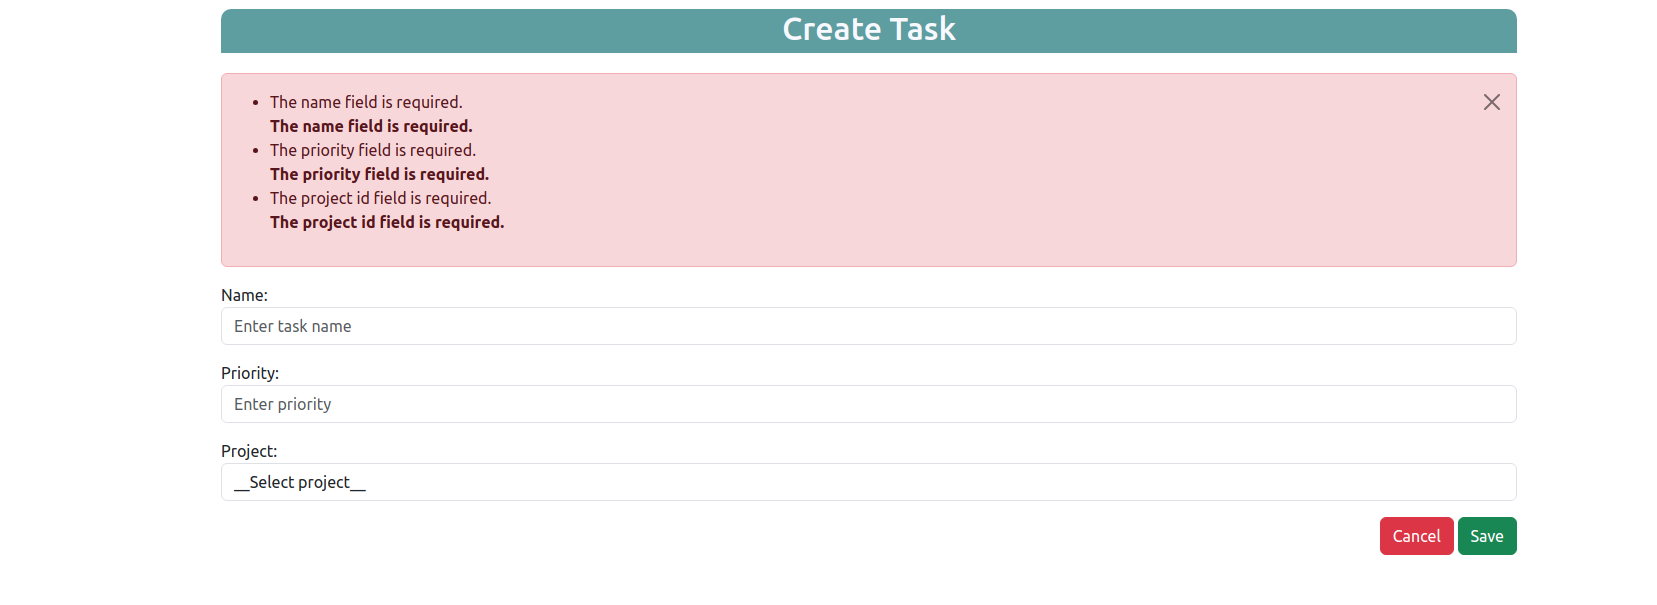 Create Task
The name field is required.
The name field is required.
The priority field is required.
The priority field is required.
The project id field is required.
The project id field is required.
Name:
Enter task name
Priority:
Enter priority
Project:
__Select project__
Cancel Save